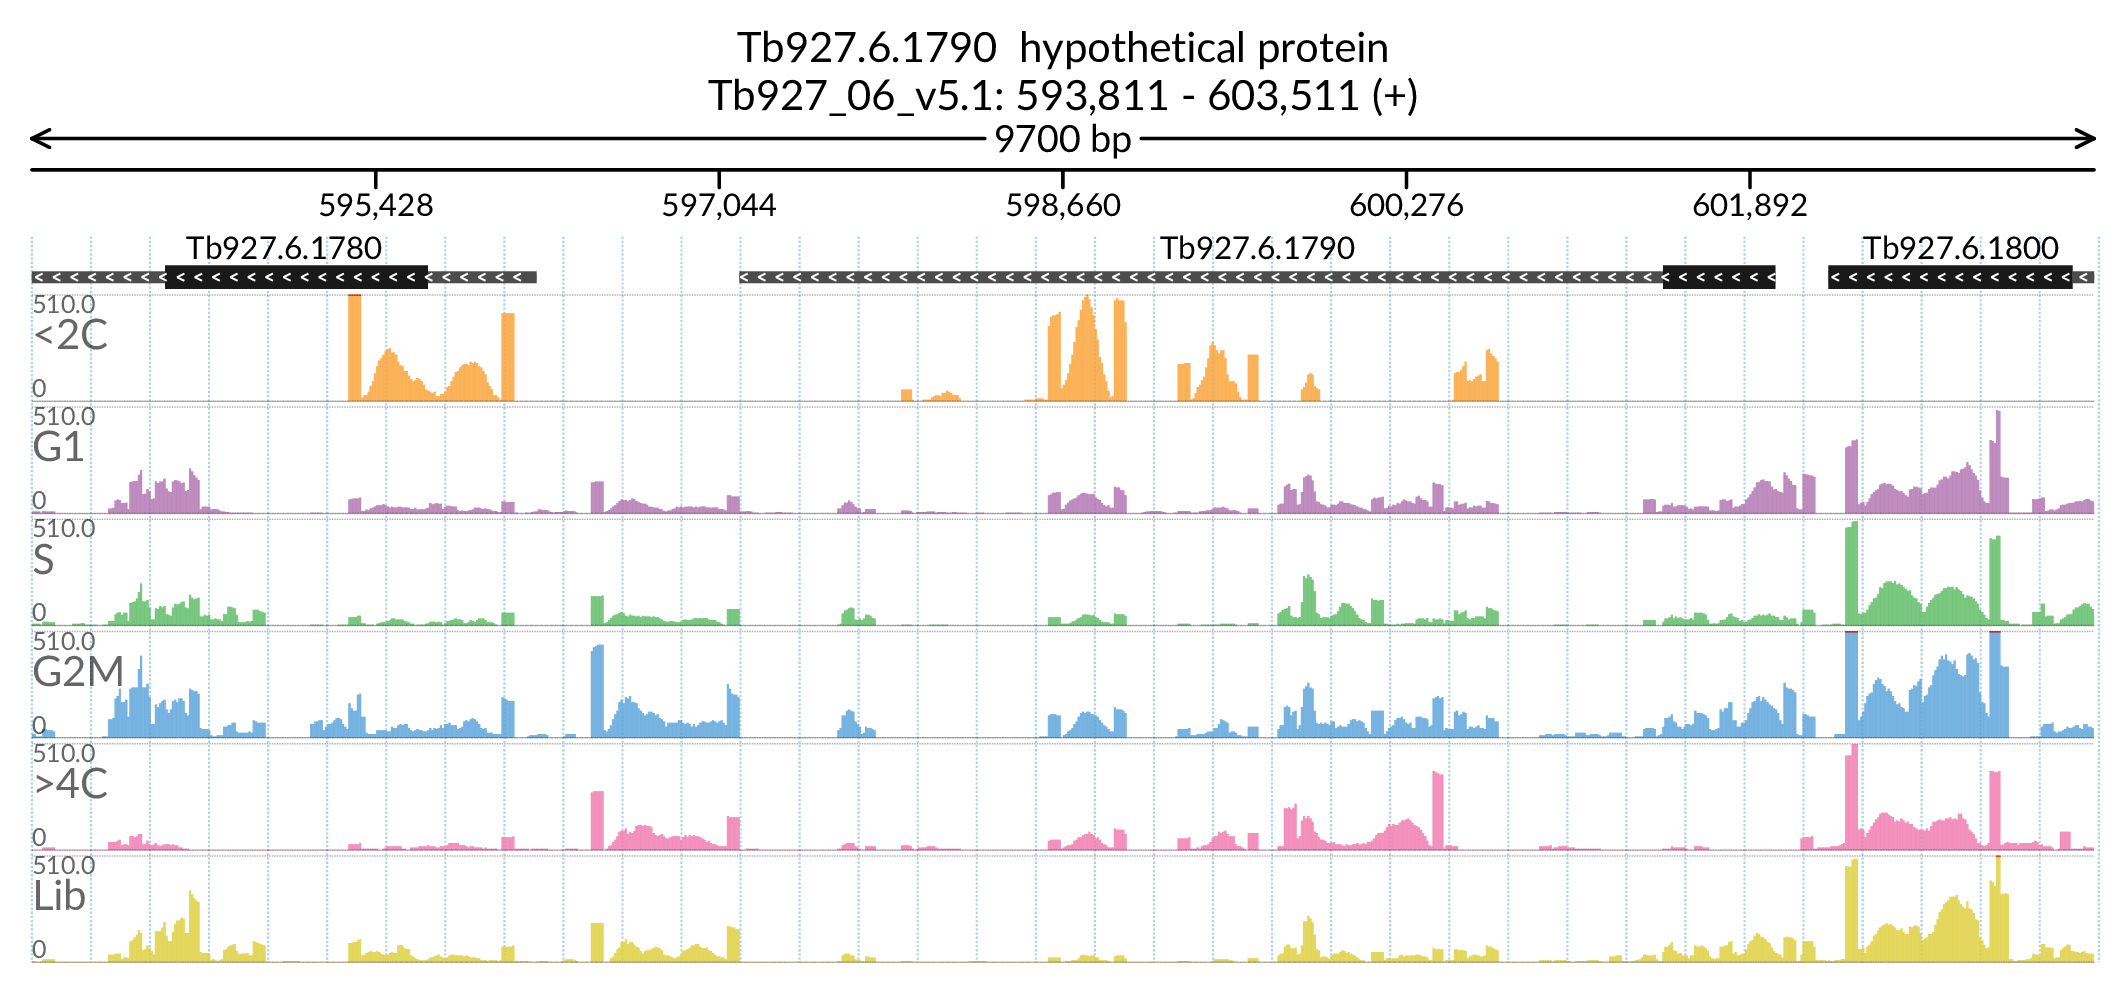 Tb927.6.1790  hypothetical protein
Tb927_06_v5.1: 593,811 - 603,511 (+)
9700 bp
595,428 597,044 598,660 600,276 601,892
Tb927.6.1780 Tb927.6.1790 Tb927.6.1800
510.0
<2C
0
510.0
G1
0
510.0
S
0
510.0
G2M
0
510.0
>4C
0
510.0
Lib
0